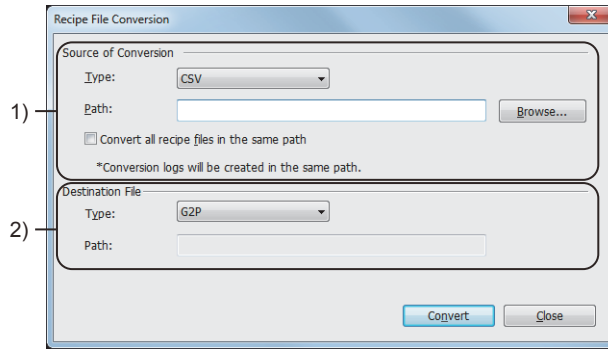 Recipe File Conversion
x
Source of Conversion
Type: CSV
1) Path: Browse...
Convert all recipe files in the same path
*Conversion logs will be created in the same path.
Destination File
Type: G2P
2)
Path:
Convert Close